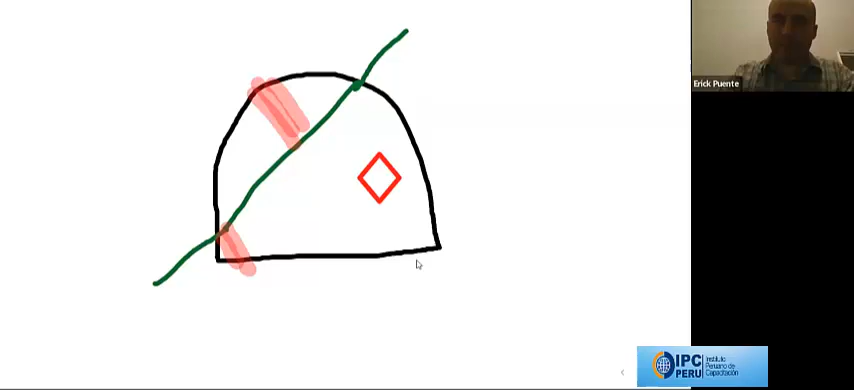 Erick Puente
IPC
PERU
Instituto
Peruano de
Capacitación